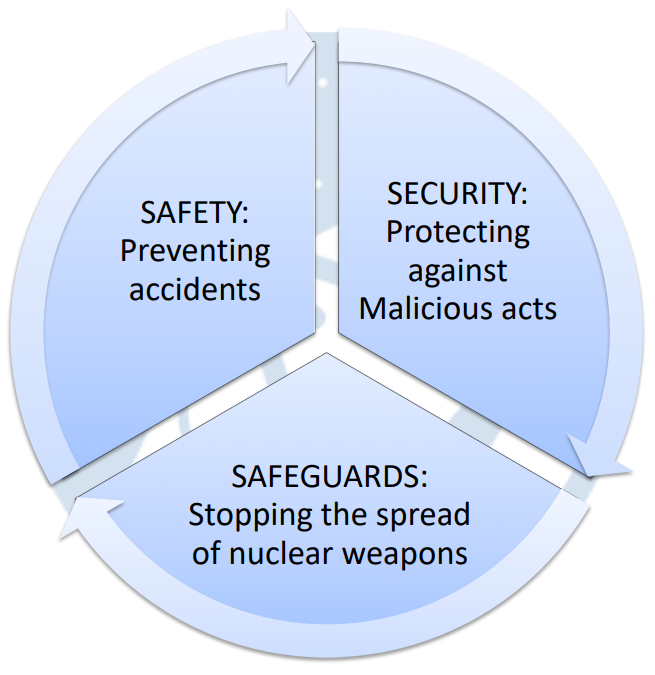 SAFETY:
Preventing
accidents
SECURITY:
Protecting
against
Malicious acts
SAFEGUARDS:
Stopping the spread
of nuclear weapons